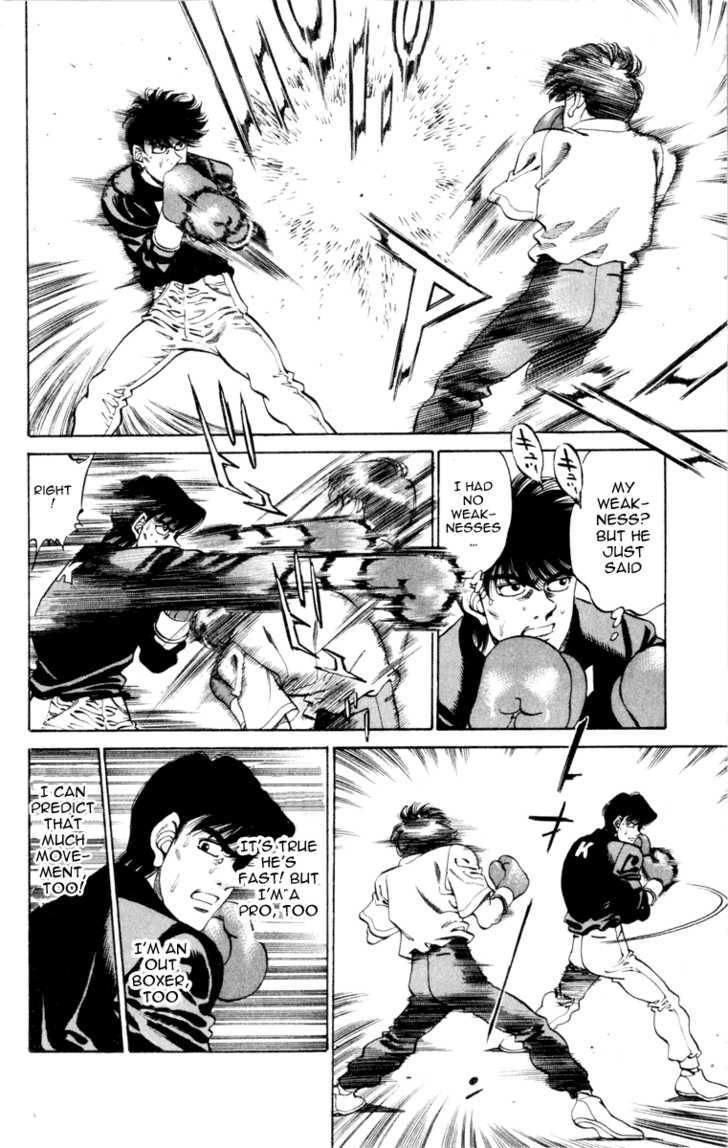 MY
WEAK-
NESS?
BUT HE
JUST
SAID
I HAD
NO
WEAK-
NESSES
...
RIGHT
!
K
IT'S TRUE
HE'S
FAST! BUT
I'M A
PRO, TOO
I'M AN
OUT
BOXER,
TOO
I CAN
PREDICT
THAT
MUCH
MOVE-
MENT,
TOO!